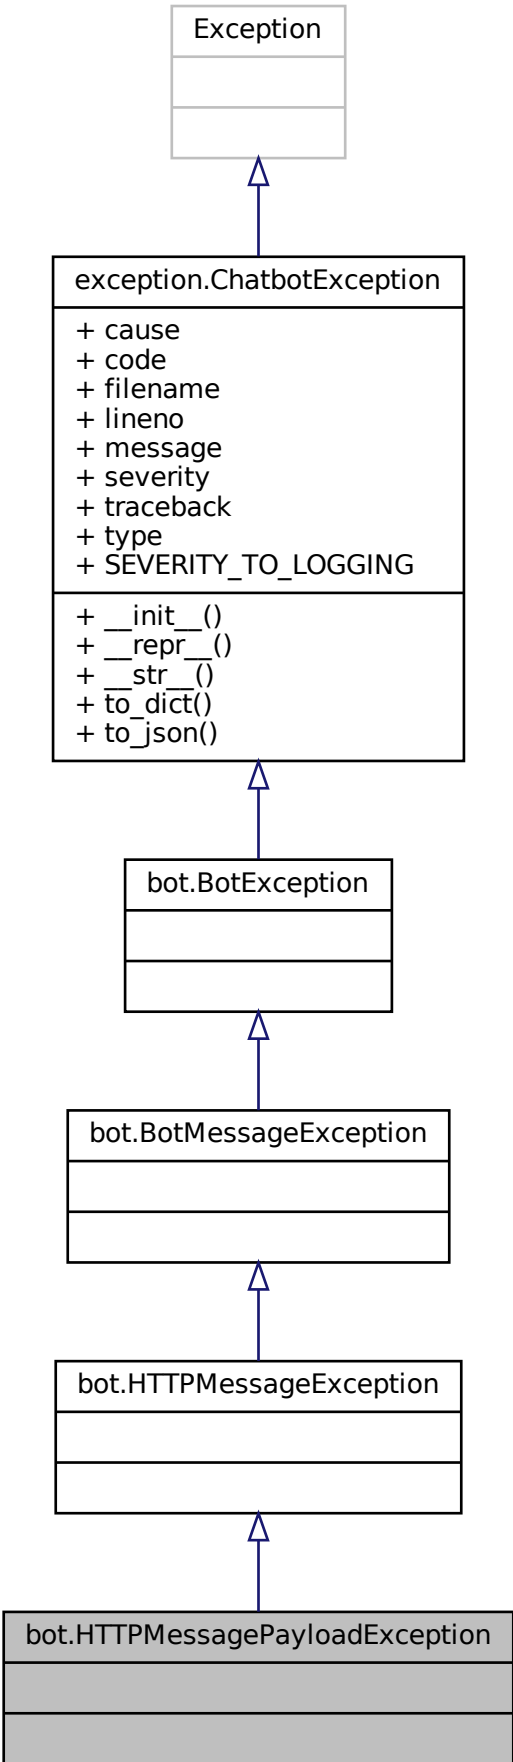 Exception
exception.ChatbotException
+ cause
+ code
+ filename
+ lineno
+ message
+ severity
+ traceback
+ type
+ SEVERITY_TO_LOGGING
+ __init__()
+ __repr__()
+ __str__()
+ to_dict()
+ to_json()
bot.BotException
bot.BotMessageException
bot.HTTPMessageException
bot.HTTPMessagePayloadException